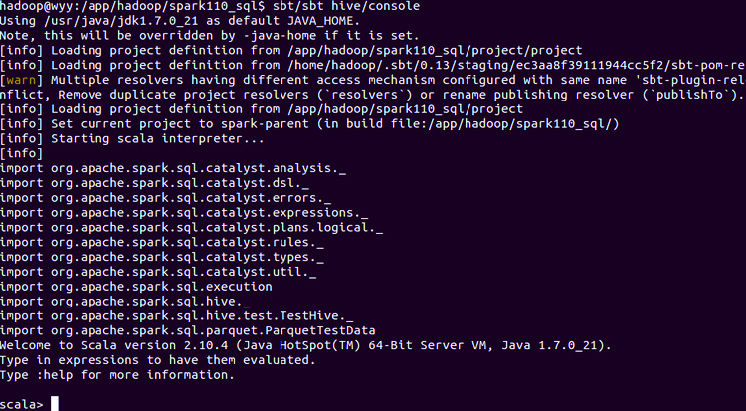 hadoop@wyy:/app/hadoop/spark110_sql$ sbt/sbt hive/console
Using /usr/java/jdk1.7.0_21 as default JAVA_HOME.
Note, this will be overridden by -java-home if it is set.
[info] Loading project definition from /app/hadoop/spark110_sql/project/project
[info] Loading project definition from /home/hadoop/.sbt/0.13/staging/ec3aa8f39111944cc5f2/sbt-pom-re
[warn] Multiple resolvers having different access mechanism configured with same name 'sbt-plugin-rel
nflict, Remove duplicate project resolvers (`resolvers`) or rename publishing resolver (`publishTo`).
[info] Loading project definition from /app/hadoop/spark110_sql/project
[info] Set current project to spark-parent (in build file:/app/hadoop/spark110_sql/)
[info] Starting scala interpreter...
[info]
import org.apache.spark.sql.catalyst.analysis._
import org.apache.spark.sql.catalyst.dsl._
import org.apache.spark.sql.catalyst.errors._
import org.apache.spark.sql.catalyst.expressions._
import org.apache.spark.sql.catalyst.plans.logical._
import org.apache.spark.sql.catalyst.rules._
import org.apache.spark.sql.catalyst.types._
import org.apache.spark.sql.catalyst.util._
import org.apache.spark.sql.execution
import org.apache.spark.sql.hive._
import org.apache.spark.sql.hive.test.TestHive._
import org.apache.spark.sql.parquet.ParquetTestData
Welcome to Scala version 2.10.4 (Java HotSpot(TM) 64-Bit Server VM, Java 1.7.0_21).
Type in expressions to have them evaluated.
Type :help for more information.
scala>